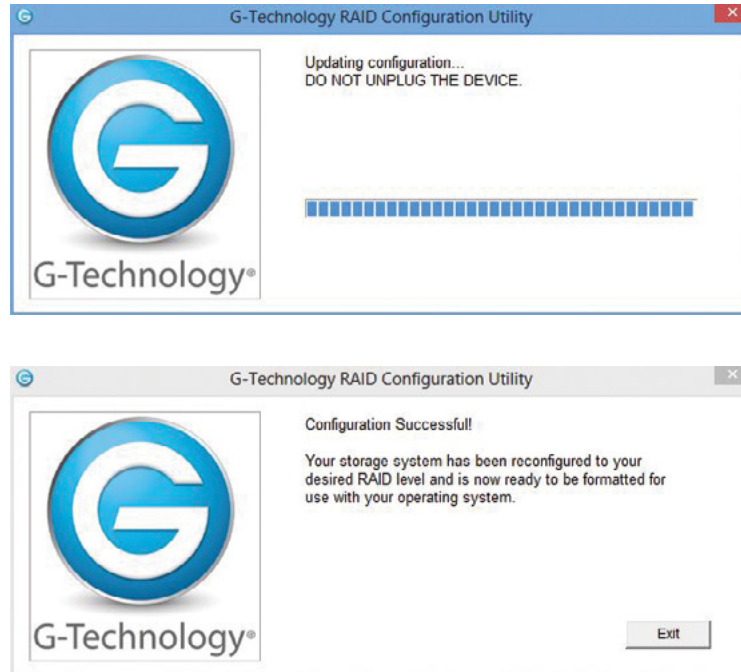 G-Technology RAID Configuration Utility
Updating configuration...
DO NOT UNPLUG THE DEVICE.
G-Technology®
G-Technology RAID Configuration Utility
Configuration Successful!
Your storage system has been reconfigured to your
desired RAID level and is now ready to be formatted for
use with your operating system.
G-Technology®
Exit